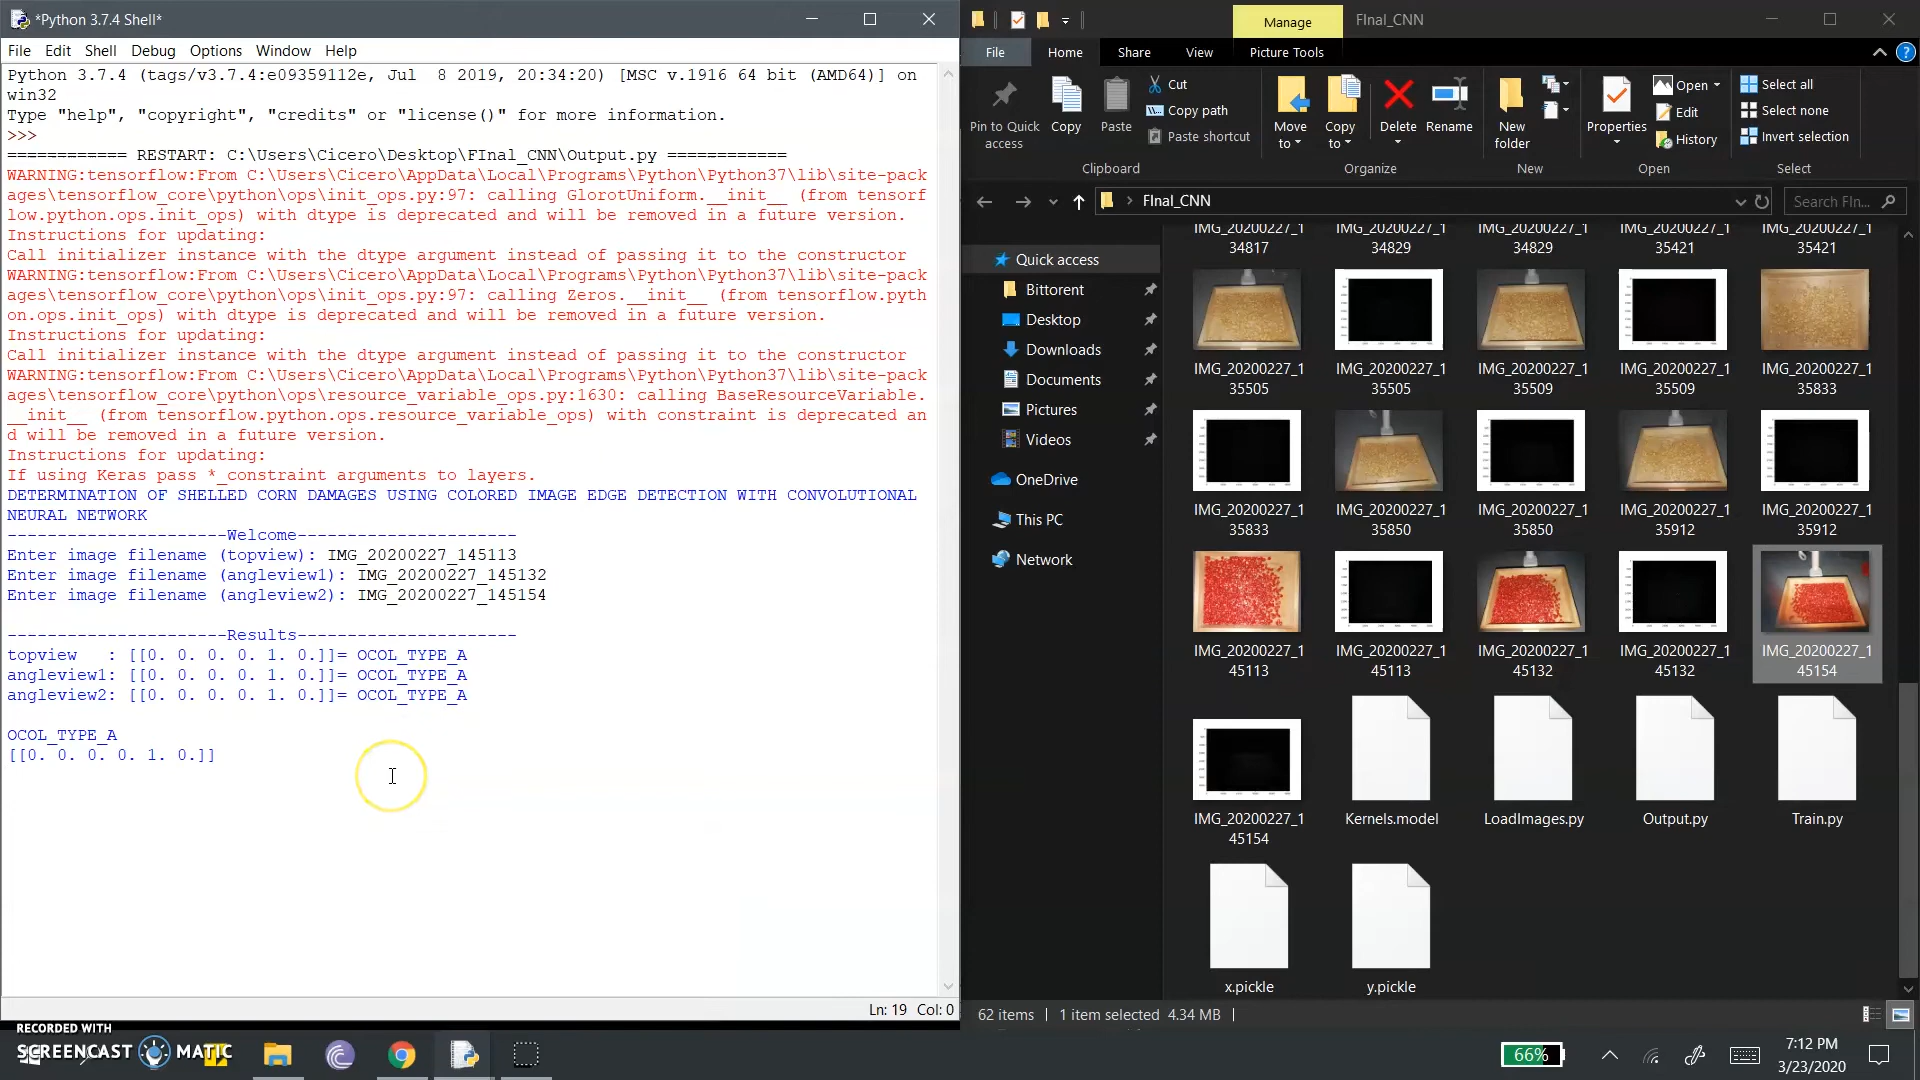 *Python 3.7.4 Shell*
File Edit Shell Debug Options Window Help
Python 3.7.4 (tags/v3.7.4:e09359112e, Jul  8 2019, 20:34:20) [MSC v.1916 64 bit (AMD64)] on
win32
Type "help", "copyright", "credits" or "license()" for more information.
>>>
============ RESTART: C:\Users\Cicero\Desktop\FInal_CNN\Output.py ============
WARNING:tensorflow:From C:\Users\Cicero\AppData\Local\Programs\Python\Python37\lib\site-pack
ages\tensorflow_core\python\ops\init_ops.py:97: calling GlorotUniform.__init__ (from tensorf
low.python.ops.init_ops) with dtype is deprecated and will be removed in a future version.
Instructions for updating:
Call initializer instance with the dtype argument instead of passing it to the constructor
WARNING:tensorflow:From C:\Users\Cicero\AppData\Local\Programs\Python\Python37\lib\site-pack
ages\tensorflow_core\python\ops\init_ops.py:97: calling Zeros.__init__ (from tensorflow.pyth
on.ops.init_ops) with dtype is deprecated and will be removed in a future version.
Instructions for updating:
Call initializer instance with the dtype argument instead of passing it to the constructor
WARNING:tensorflow:From C:\Users\Cicero\AppData\Local\Programs\Python\Python37\lib\site-pack
ages\tensorflow_core\python\ops\resource_variable_ops.py:1630: calling BaseResourceVariable.
__init__ (from tensorflow.python.ops.resource_variable_ops) with constraint is deprecated an
d will be removed in a future version.
Instructions for updating:
If using Keras pass *_constraint arguments to layers.
DETERMINATION OF SHELLED CORN DAMAGES USING COLORED IMAGE EDGE DETECTION WITH CONVOLUTIONAL
NEURAL NETWORK
----------------------Welcome----------------------
Enter image filename (topview): IMG_20200227_145113
Enter image filename (angleview1): IMG_20200227_145132
Enter image filename (angleview2): IMG_20200227_145154
----------------------Results----------------------
topview   : [[0. 0. 0. 0. 1. 0.]]= OCOL_TYPE_A
angleview1: [[0. 0. 0. 0. 1. 0.]]= OCOL_TYPE_A
angleview2: [[0. 0. 0. 0. 1. 0.]]= OCOL_TYPE_A
OCOL_TYPE_A
[[0. 0. 0. 0. 1. 0.]]
Ln: 19 Col: 0
Manage FInal_CNN
File Home Share View Picture Tools
Pin to Quick access
Copy
Paste
Cut
Copy path
Paste shortcut
Move to
Copy to
Delete
Rename
New folder
Properties
Open
Edit
History
Select all
Select none
Invert selection
Clipboard Organize New Open Select
FInal_CNN
Search FIn...
Quick access
Bittorent
Desktop
Downloads
Documents
Pictures
Videos
OneDrive
This PC
Network
IMG_20200227_1 IMG_20200227_1 IMG_20200227_1 IMG_20200227_1 IMG_20200227_1
34817 34829 34829 35421 35421
IMG_20200227_1 IMG_20200227_1 IMG_20200227_1 IMG_20200227_1 IMG_20200227_1
35505 35505 35509 35509 35833
IMG_20200227_1 IMG_20200227_1 IMG_20200227_1 IMG_20200227_1 IMG_20200227_1
35833 35850 35850 35912 35912
IMG_20200227_1 IMG_20200227_1 IMG_20200227_1 IMG_20200227_1 IMG_20200227_1
45113 45113 45132 45132 45154
IMG_20200227_1 Kernels.model LoadImages.py Output.py Train.py
45154
x.pickle y.pickle
62 items 1 item selected 4.34 MB
RECORDED WITH
SCREENCAST MATIC
66%
7:12 PM
3/23/2020